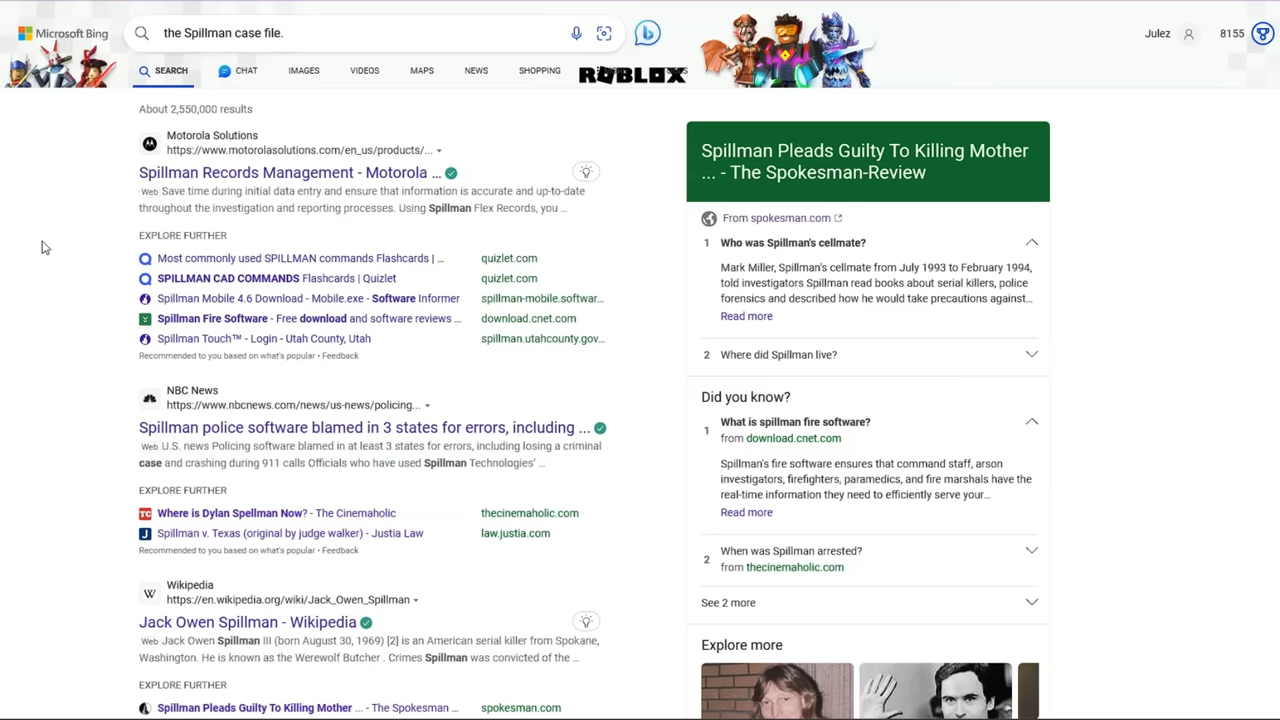 Microsoft Bing
the Spillman case file.
Julez
8155
SEARCH
CHAT
IMAGES
VIDEOS
MAPS
NEWS
SHOPPING
ROBLOX
About 2,550,000 results
Motorola Solutions
https://www.motorolasolutions.com/en_us/products/...
Spillman Records Management - Motorola ...
Web Save time during initial data entry and ensure that information is accurate and up-to-date
throughout the investigation and reporting processes. Using Spillman Flex Records, you ...
EXPLORE FURTHER
Most commonly used SPILLMAN commands Flashcards | ... quizlet.com
SPILLMAN CAD COMMANDS Flashcards | Quizlet quizlet.com
Spillman Mobile 4.6 Download - Mobile.exe - Software Informer spillman-mobile.softwar...
Spillman Fire Software - Free download and software reviews ... download.cnet.com
Spillman Touch™ - Login - Utah County, Utah spillman.utahcounty.gov...
Recommended to you based on what's popular • Feedback
NBC News
https://www.nbcnews.com/news/us-news/policing...
Spillman police software blamed in 3 states for errors, including ...
Web U.S. news Policing software blamed in at least 3 states for errors, including losing a criminal
case and crashing during 911 calls Officials who have used Spillman Technologies' ...
EXPLORE FURTHER
Where is Dylan Spellman Now? - The Cinemaholic thecinemaholic.com
Spillman v. Texas (original by judge walker) - Justia Law law.justia.com
Recommended to you based on what's popular • Feedback
W
Wikipedia
https://en.wikipedia.org/wiki/Jack_Owen_Spillman
Jack Owen Spillman - Wikipedia
Web Jack Owen Spillman III (born August 30, 1969) [2] is an American serial killer from Spokane,
Washington. He is known as the Werewolf Butcher . Crimes Spillman was convicted of the ...
EXPLORE FURTHER
Spillman Pleads Guilty To Killing Mother ... - The Spokesman ... spokesman.com
Spillman Pleads Guilty To Killing Mother
... - The Spokesman-Review
From spokesman.com
1 Who was Spillman's cellmate?
Mark Miller, Spillman's cellmate from July 1993 to February 1994,
told investigators Spillman read books about serial killers, police
forensics and described how he would take precautions against...
Read more
2 Where did Spillman live?
Did you know?
1 What is spillman fire software?
from download.cnet.com
Spillman's fire software ensures that command staff, arson
investigators, firefighters, paramedics, and fire marshals have the
real-time information they need to efficiently serve your...
Read more
2 When was Spillman arrested?
from thecinemaholic.com
See 2 more
Explore more